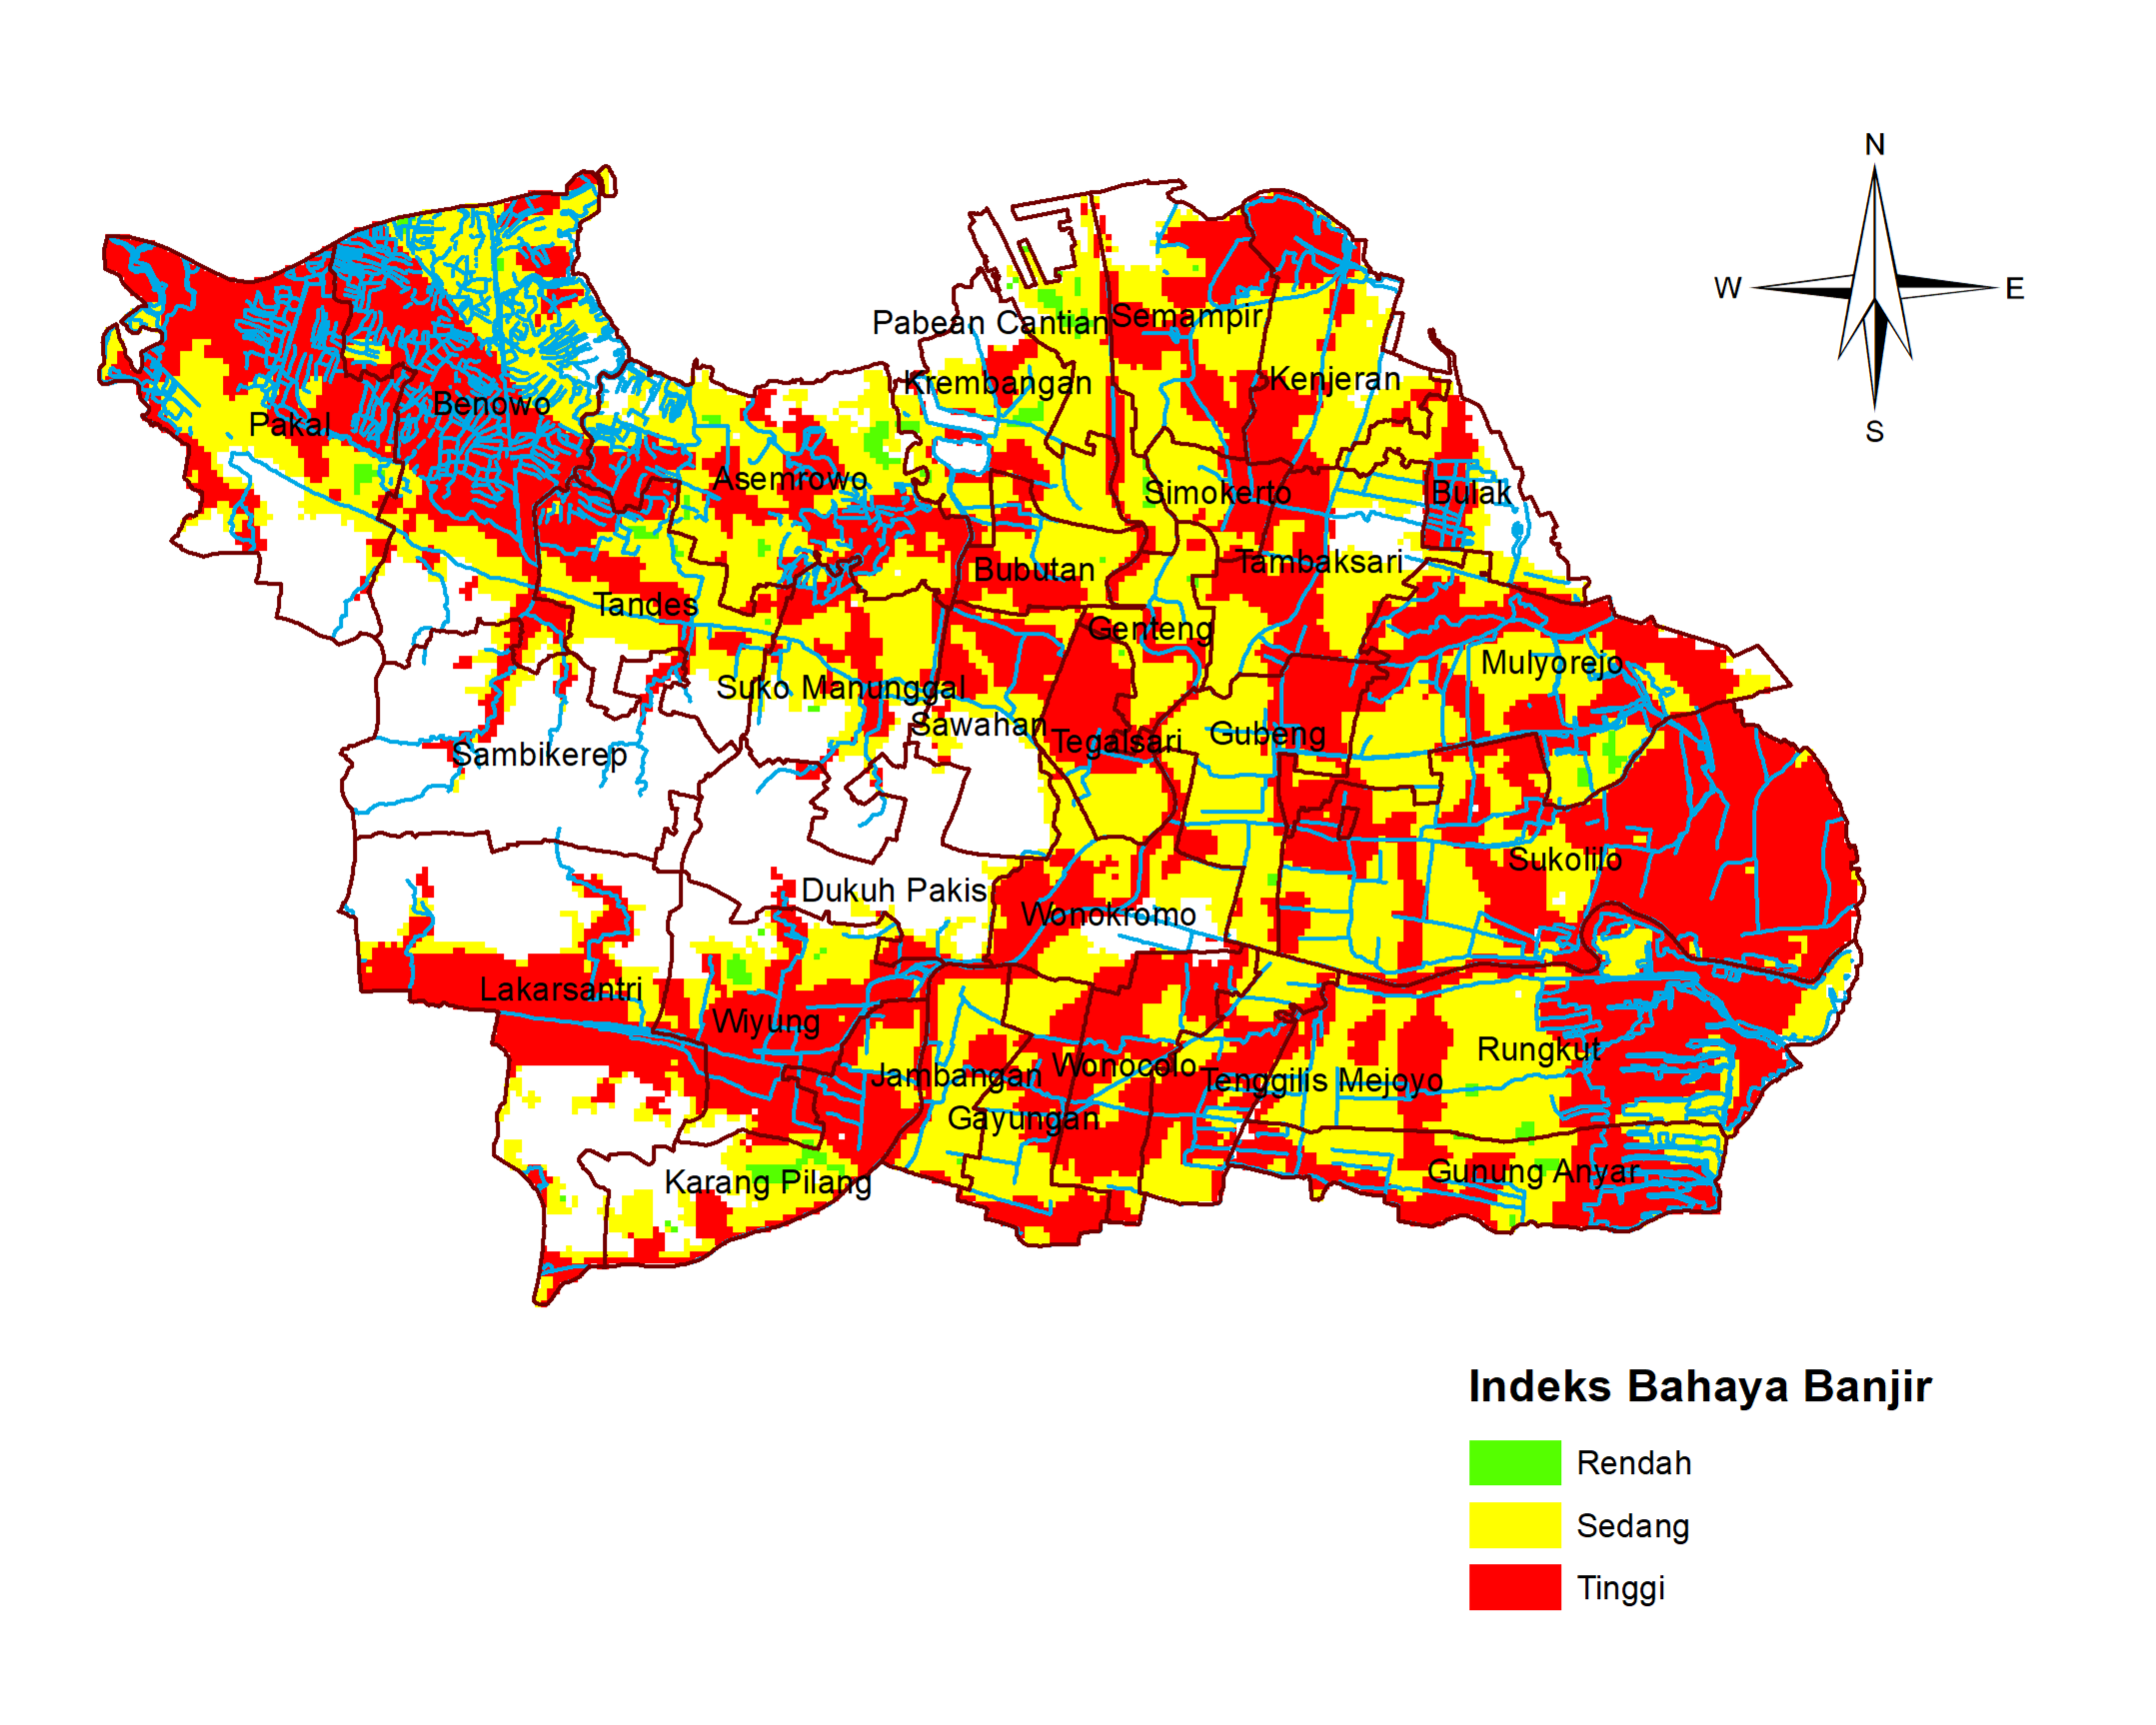 N
W
E
S
Pabean Cantian
Semampir
Krembangan
Kenjeran
Benowo
Pakal
Asemrowo
Simokerto
Bulak
Bubutan
Tambaksari
Tandes
Genteng
Mulyorejo
Suko Manunggal
Sawahan
Tegalsari
Gubeng
Sambikerep
Sukolilo
Dukuh Pakis
Wonokromo
Lakarsantri
Wiyung
Rungkut
Jambangan
Wonocolo
Tenggilis Mejoyo
Gayungan
Gunung Anyar
Karang Pilang
Indeks Bahaya Banjir
Rendah
Sedang
Tinggi